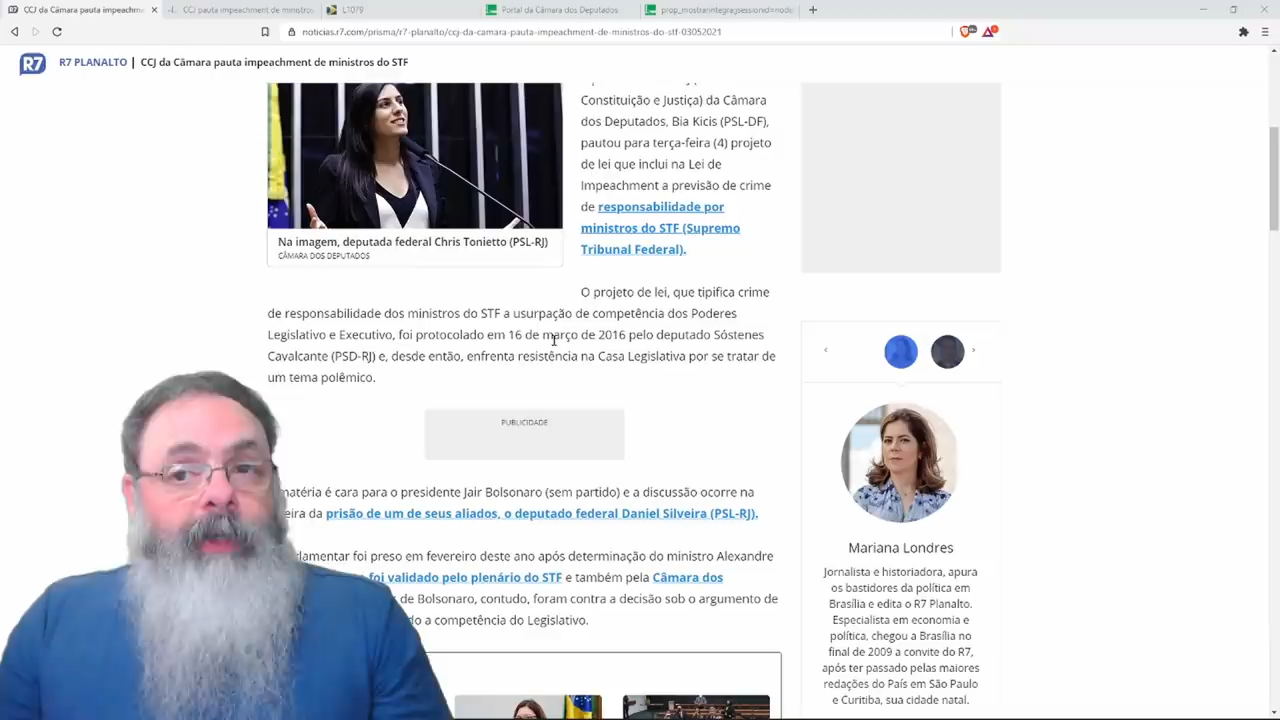 CCJ da Câmara pauta impeachm
CCJ pauta impeachment de ministros
L1079
Portal da Câmara dos Deputados
prop_mostrarintegra;jsessionid=node
noticias.r7.com/prisma/r7-planalto/ccj-da-camara-pauta-impeachment-de-ministros-do-stf-03052021
R7
R7 PLANALTO | CCJ da Câmara pauta impeachment de ministros do STF
Constituição e Justiça) da Câmara
dos Deputados, Bia Kicis (PSL-DF),
pautou para terça-feira (4) projeto
de lei que inclui na Lei de
Impeachment a previsão de crime
de responsabilidade por
ministros do STF (Supremo
Tribunal Federal).
Na imagem, deputada federal Chris Tonietto (PSL-RJ)
CÂMARA DOS DEPUTADOS
O projeto de lei, que tipifica crime
de responsabilidade dos ministros do STF a usurpação de competência dos Poderes
Legislativo e Executivo, foi protocolado em 16 de março de 2016 pelo deputado Sóstenes
Cavalcante (PSD-RJ) e, desde então, enfrenta resistência na Casa Legislativa por se tratar de
um tema polêmico.
PUBLICIDADE
matéria é cara para o presidente Jair Bolsonaro (sem partido) e a discussão ocorre na
eira da prisão de um de seus aliados, o deputado federal Daniel Silveira (PSL-RJ).
rlamentar foi preso em fevereiro deste ano após determinação do ministro Alexandre
foi validado pelo plenário do STF e também pela Câmara dos
de Bolsonaro, contudo, foram contra a decisão sob o argumento de
do a competência do Legislativo.
Mariana Londres
Jornalista e historiadora, apura
os bastidores da política em
Brasília e edita o R7 Planalto.
Especialista em economia e
política, chegou a Brasília no
final de 2009 a convite do R7,
após ter passado pelas maiores
redações do País em São Paulo
e Curitiba, sua cidade natal.